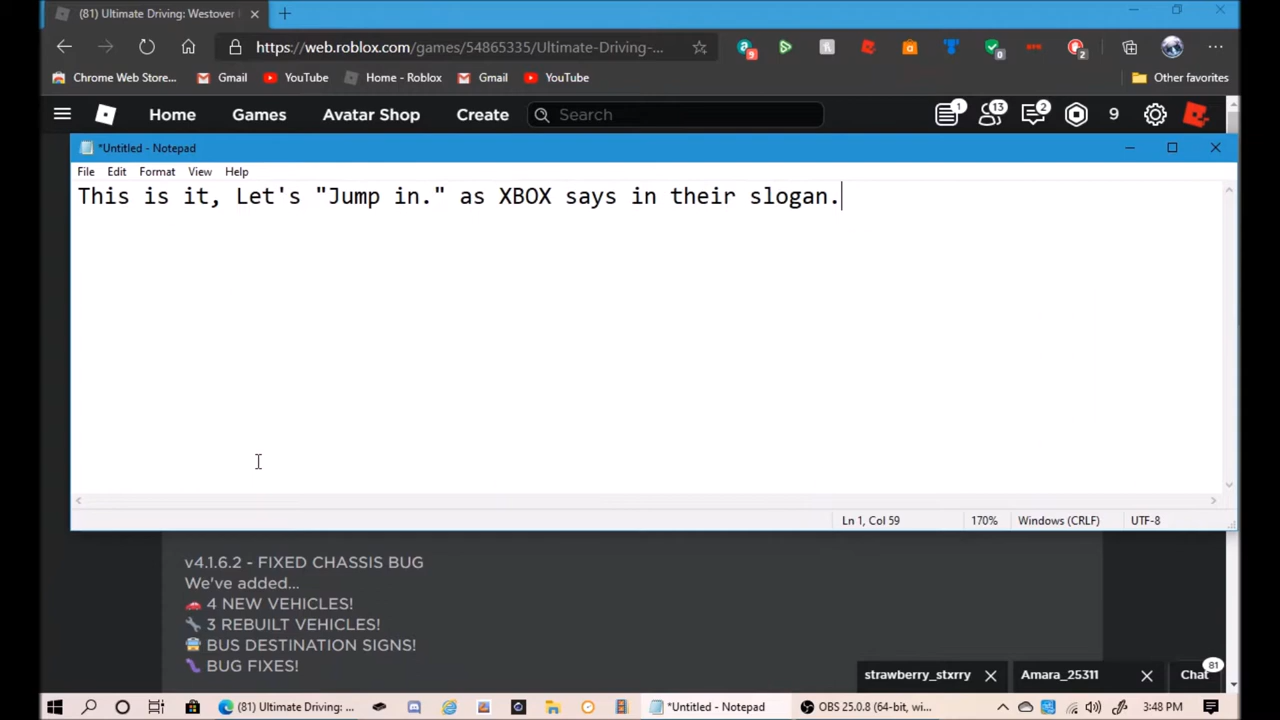 (81) Ultimate Driving: Westover
https://web.roblox.com/games/54865335/Ultimate-Driving-...
9
0
2
Chrome Web Store...
Gmail
YouTube
Home - Roblox
Gmail
YouTube
Other favorites
Home
Games
Avatar Shop
Create
Search
1
13
2
9
*Untitled - Notepad
File
Edit
Format
View
Help
This is it, Let's "Jump in." as XBOX says in their slogan.
Ln 1, Col 59
170%
Windows (CRLF)
UTF-8
v4.1.6.2 - FIXED CHASSIS BUG
We've added...
4 NEW VEHICLES!
3 REBUILT VEHICLES!
BUS DESTINATION SIGNS!
BUG FIXES!
strawberry_stxrry
Amara_25311
Chat
81
(81) Ultimate Driving: ...
*Untitled - Notepad
OBS 25.0.8 (64-bit, wi...
3:48 PM